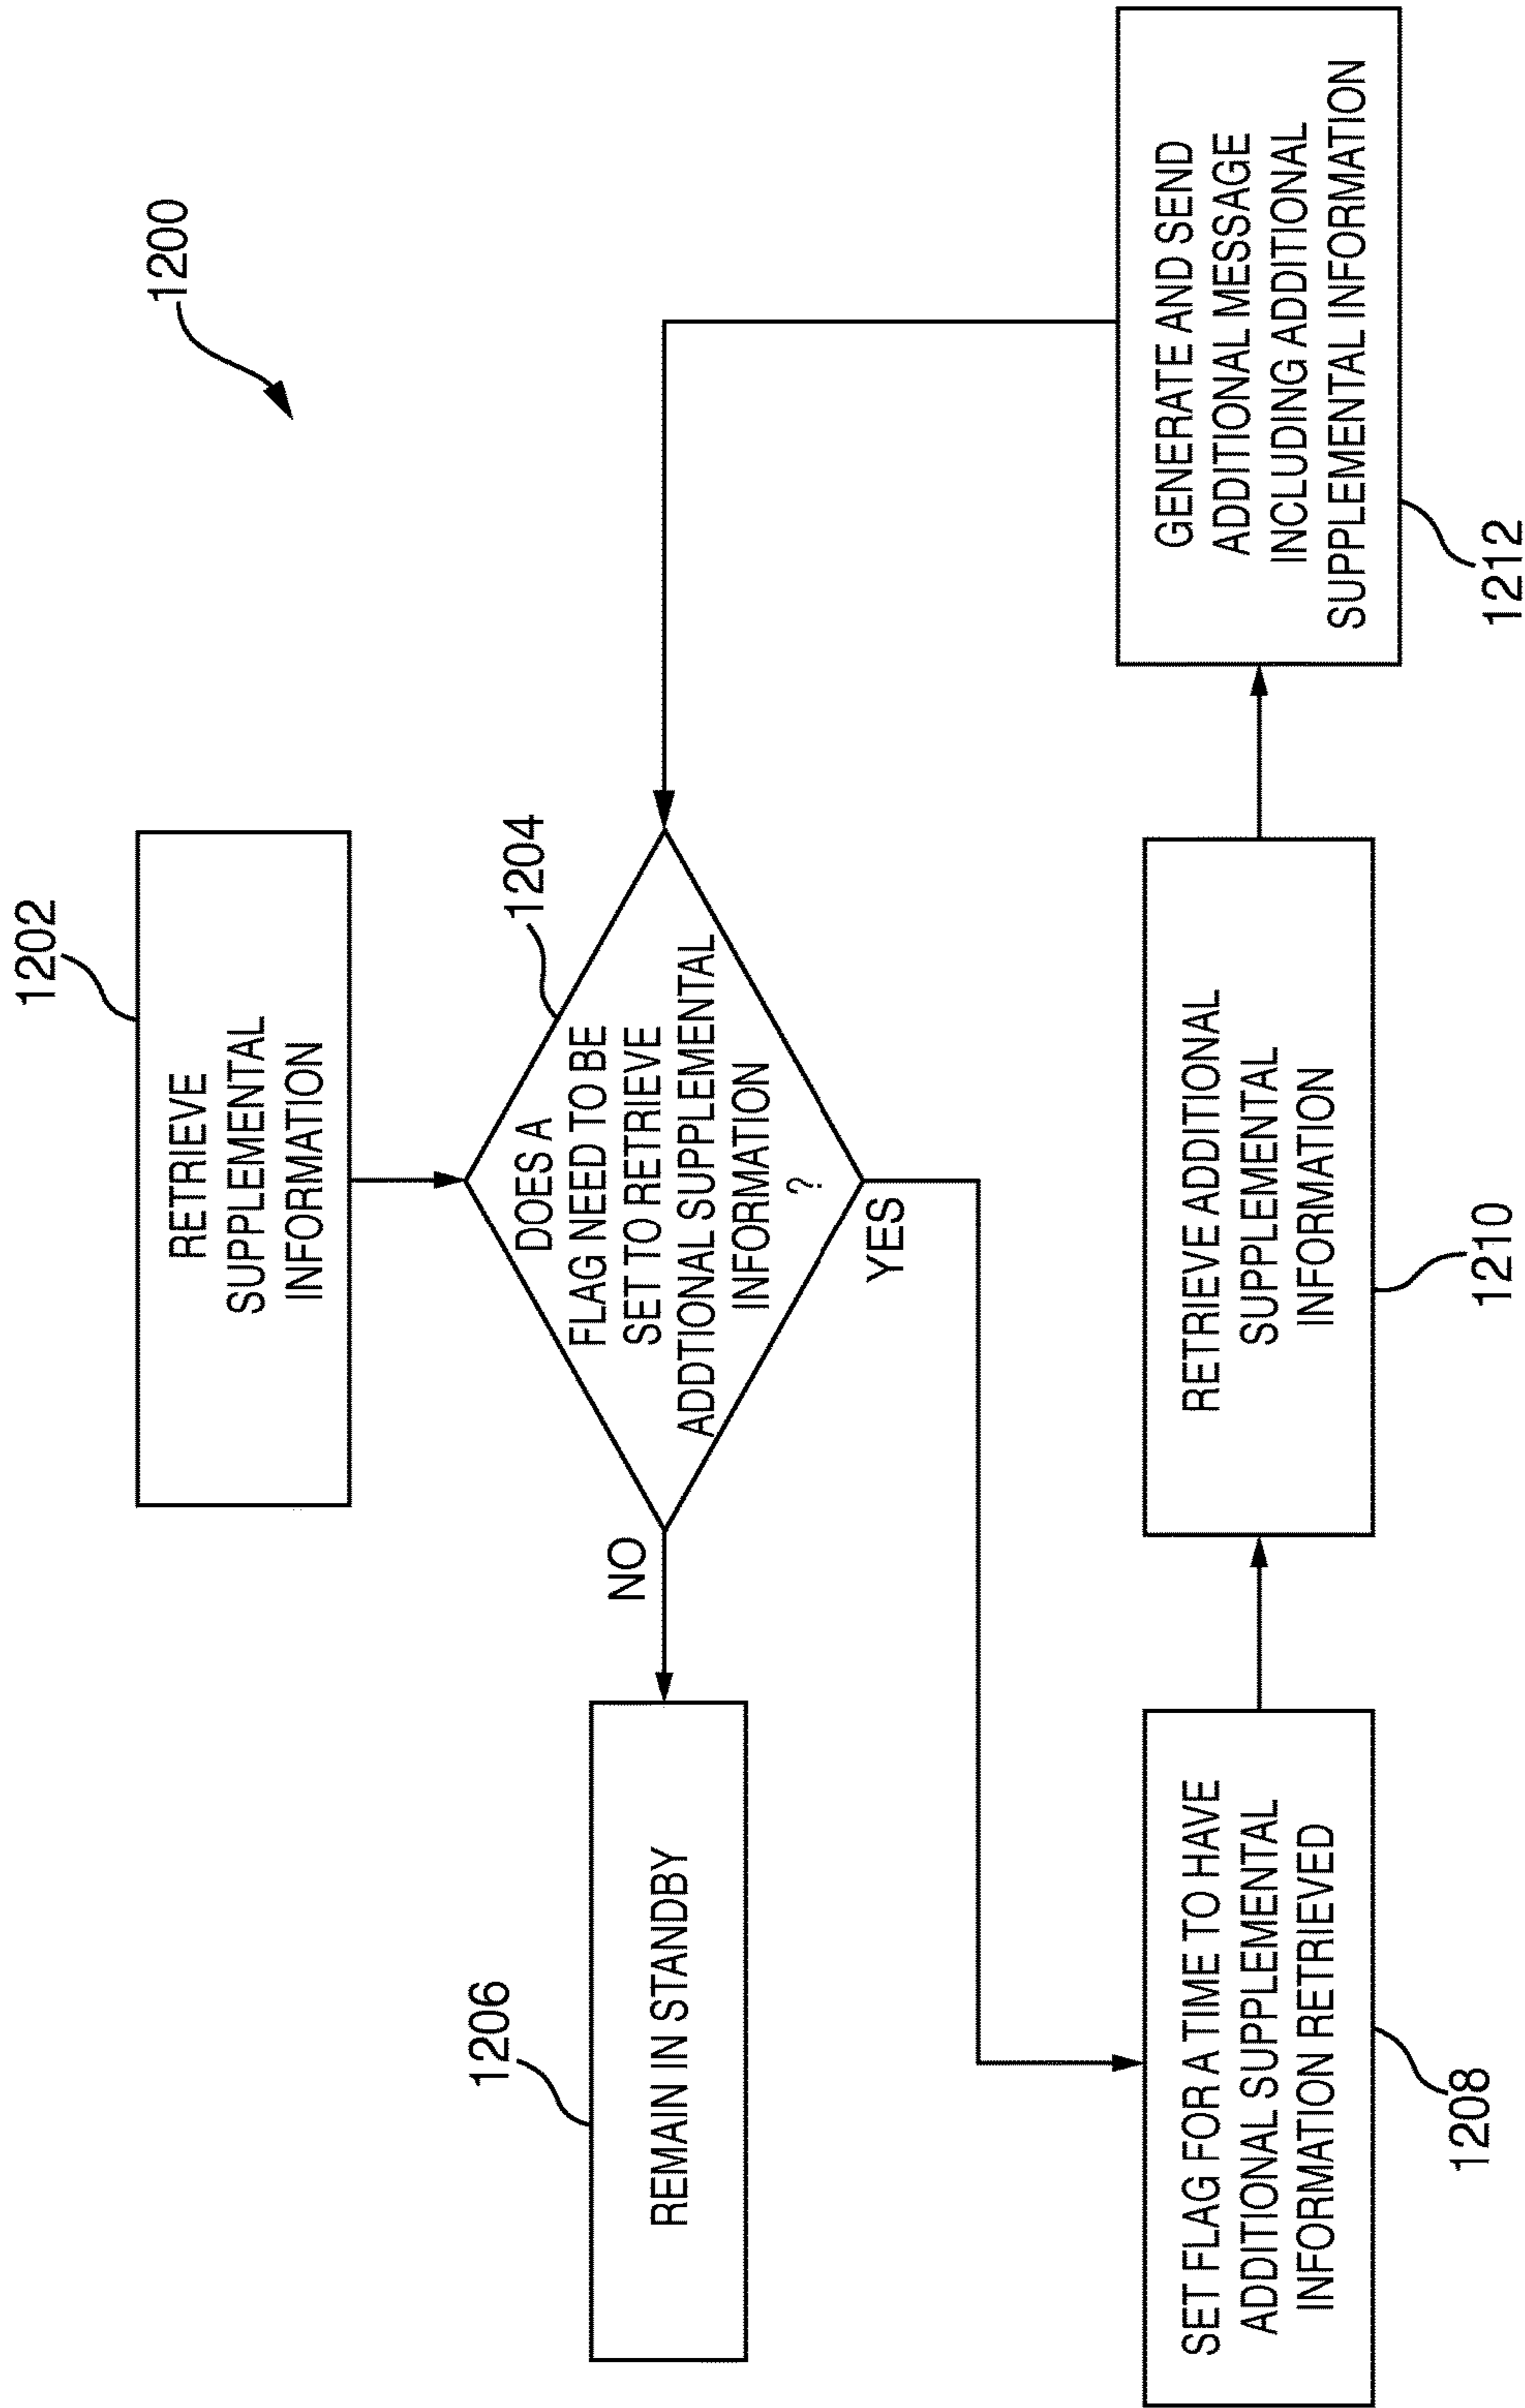 1200
1202
RETRIEVE
SUPPLEMENTAL
INFORMATION
1204
DOES A
FLAG NEED TO BE
SET TO RETRIEVE
ADDTIONAL SUPPLEMENTAL
INFORMATION
?
NO
YES
1206
REMAIN IN STANDBY
SET FLAG FOR A TIME TO HAVE
ADDITIONAL SUPPLEMENTAL
INFORMATION RETRIEVED
1208
RETRIEVE ADDITIONAL
SUPPLEMENTAL
INFORMATION
1210
GENERATE AND SEND
ADDITIONAL MESSAGE
INCLUDING ADDITIONAL
SUPPLEMENTAL INFORMATION
1212